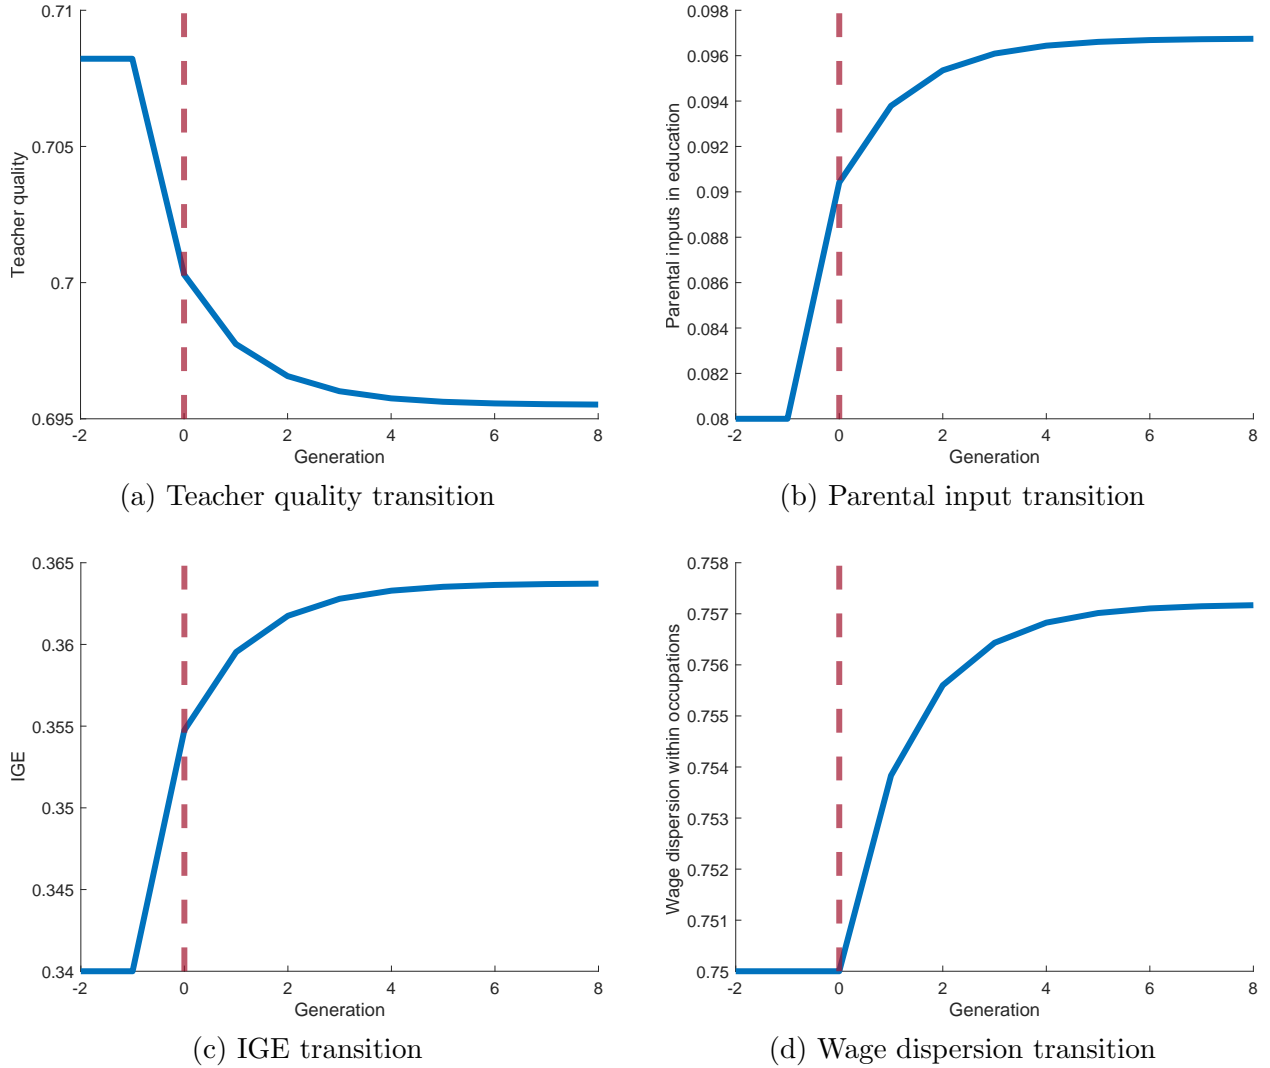 0.71
0.705
0.7
0.695
Teacher quality
-2 0 2 4 6 8
Generation
(a) Teacher quality transition
0.098
0.096
0.094
0.092
0.09
0.088
0.086
0.084
0.082
0.08
Parental inputs in education
-2 0 2 4 6 8
Generation
(b) Parental input transition
0.365
0.36
0.355
0.35
0.345
0.34
IGE
-2 0 2 4 6 8
Generation
(c) IGE transition
0.758
0.757
0.756
0.755
0.754
0.753
0.752
0.751
0.75
Wage dispersion within occupations
-2 0 2 4 6 8
Generation
(d) Wage dispersion transition